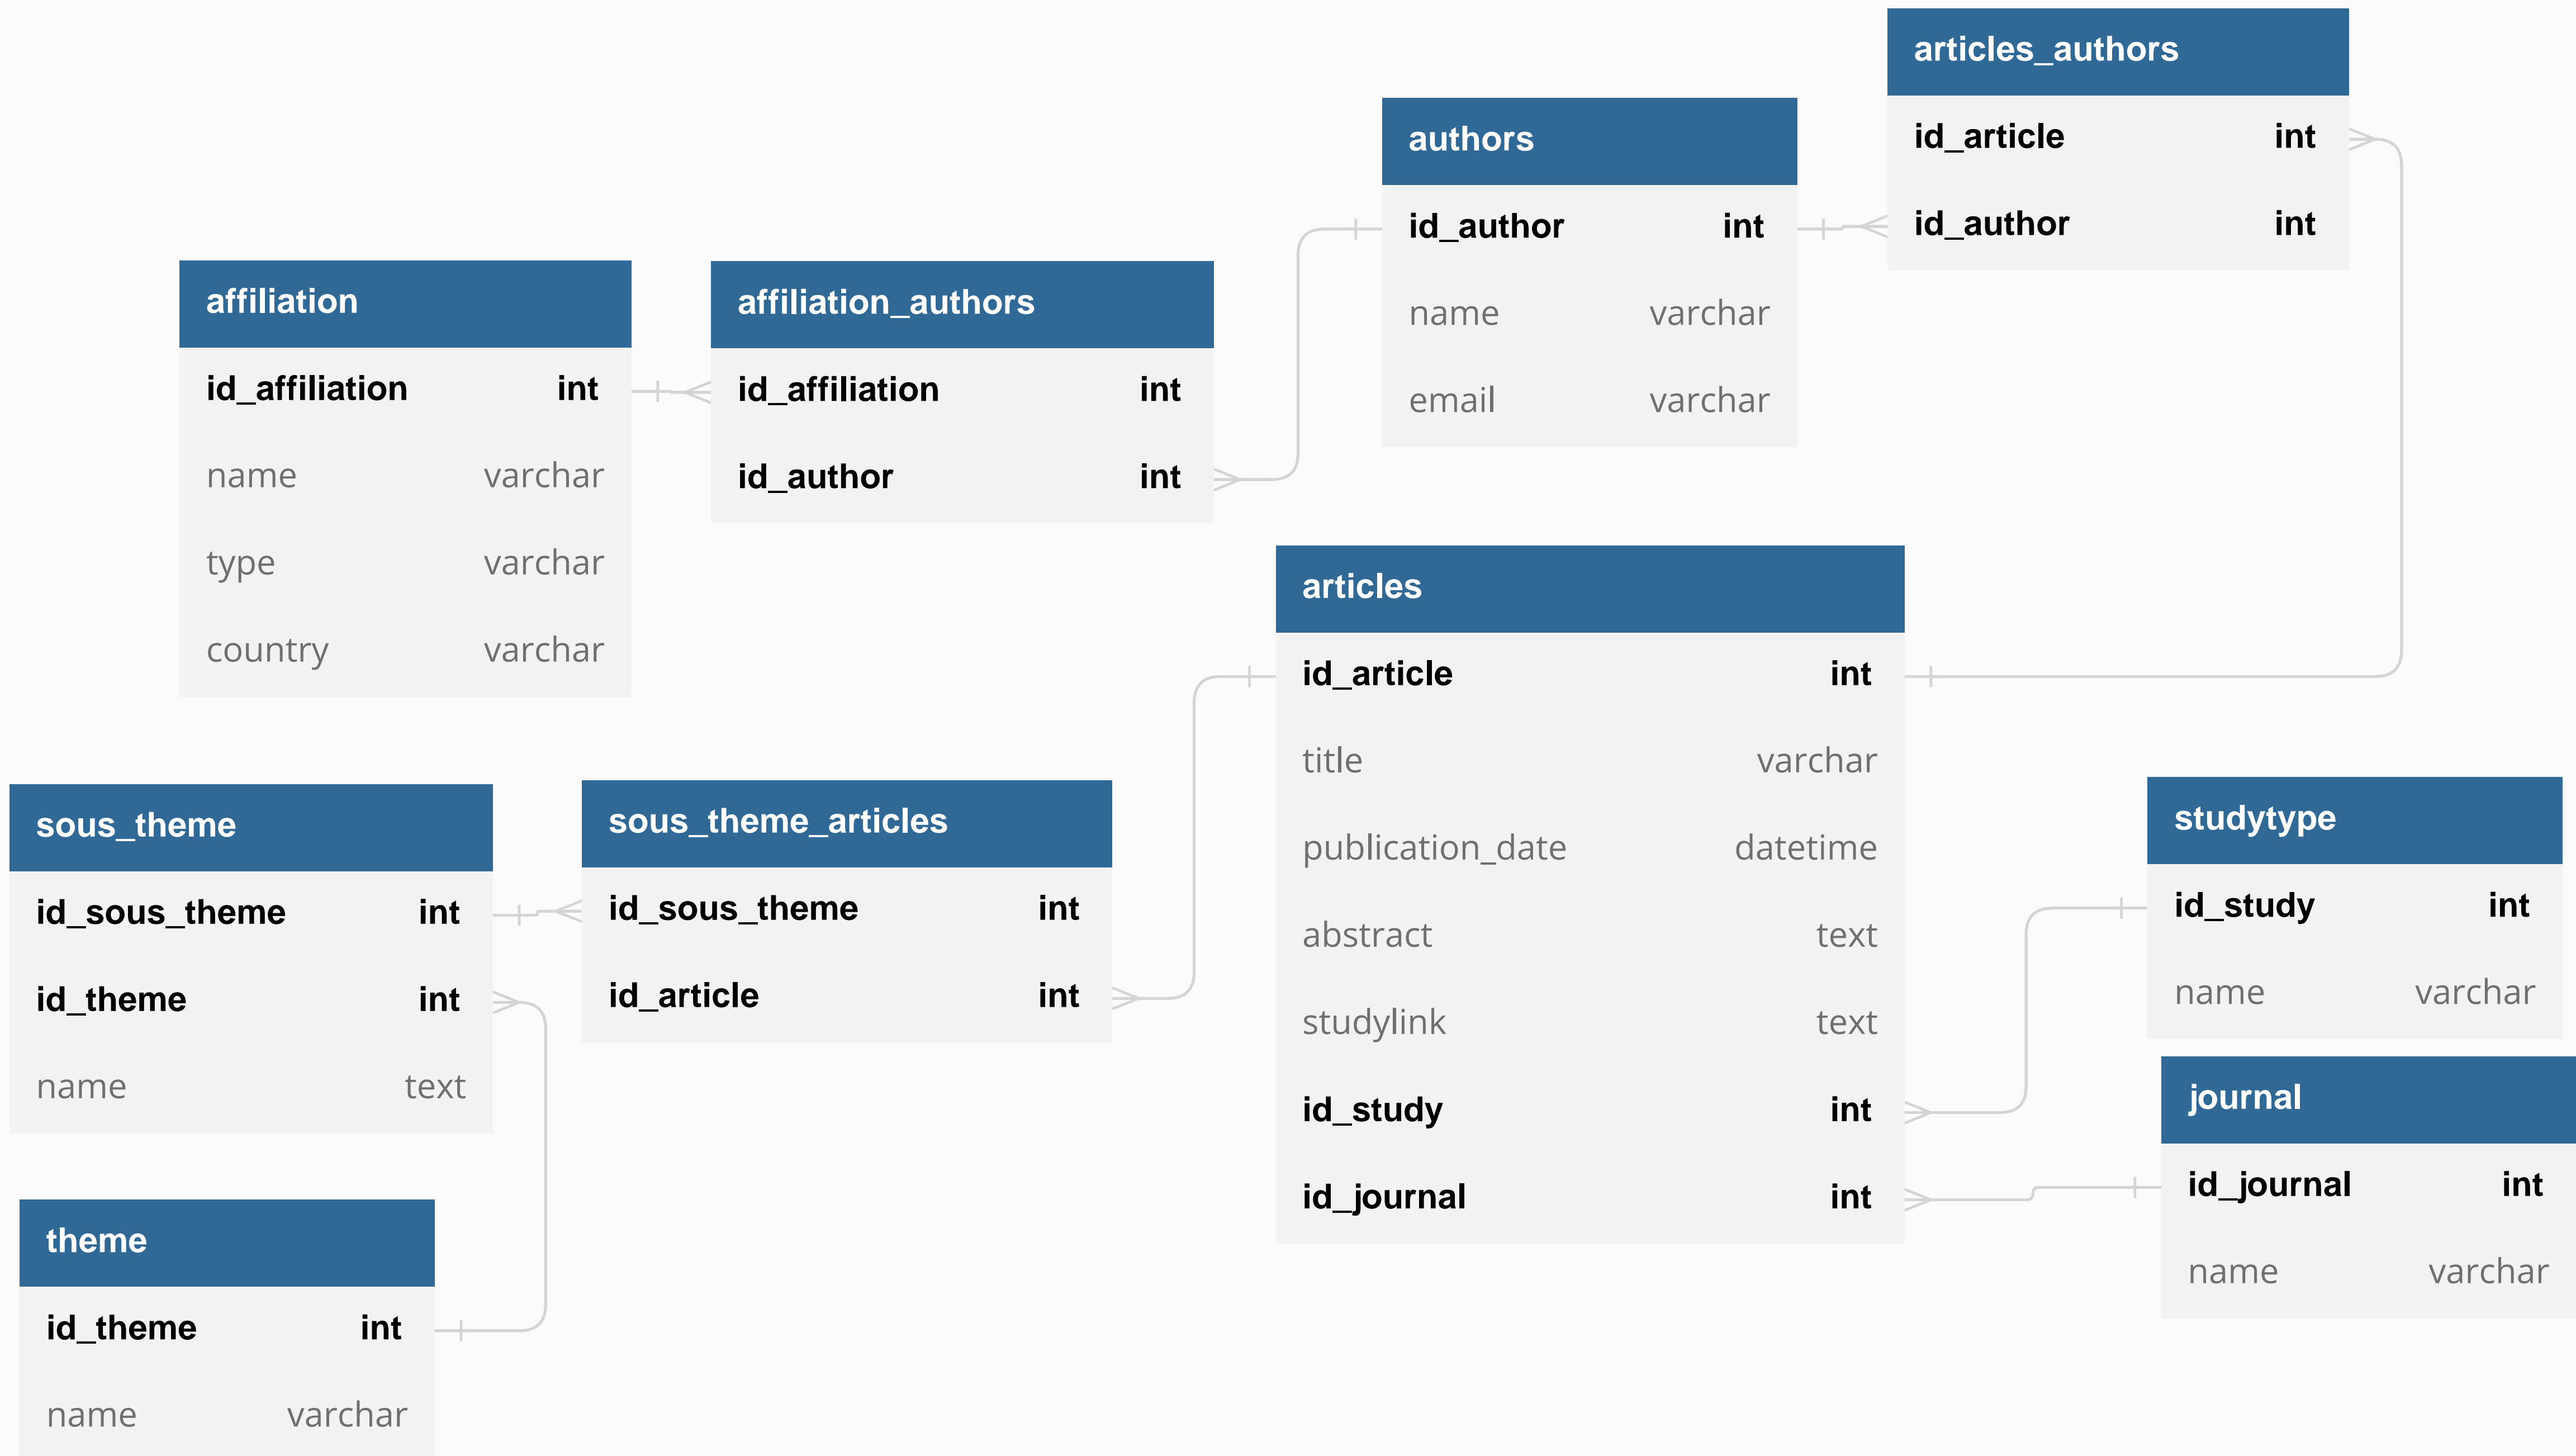 articles_authors
id_article int
id_author int
authors
id_author int
name varchar
email varchar
affiliation
id_affiliation int
name varchar
type varchar
country varchar
affiliation_authors
id_affiliation int
id_author int
articles
id_article int
title varchar
publication_date datetime
abstract text
studylink text
id_study int
id_journal int
sous_theme
id_sous_theme int
id_theme int
name text
sous_theme_articles
id_sous_theme int
id_article int
studytype
id_study int
name varchar
journal
id_journal int
name varchar
theme
id_theme int
name varchar